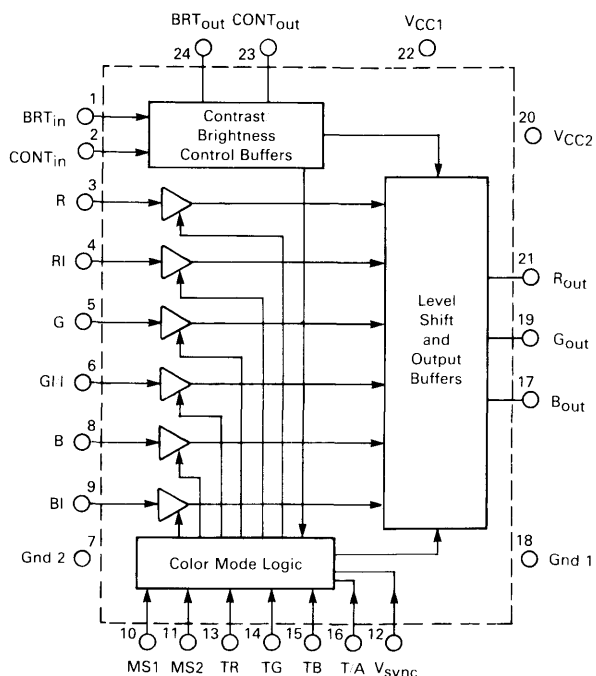 BRTout CONTout VCC1
24 23 22
1 BRTin
2 CONTin
Contrast
Brightness
Control Buffers
20 VCC2
3 R
4 RI
5 G
6 GI-I
8 B
9 BI
7 Gnd 2
Level
Shift
and
Output
Buffers
21 Rout
19 Gout
17 Bout
18 Gnd 1
Color Mode Logic
10 11 13 14 15 16 12
MS1 MS2 TR TG TB T/A Vsync